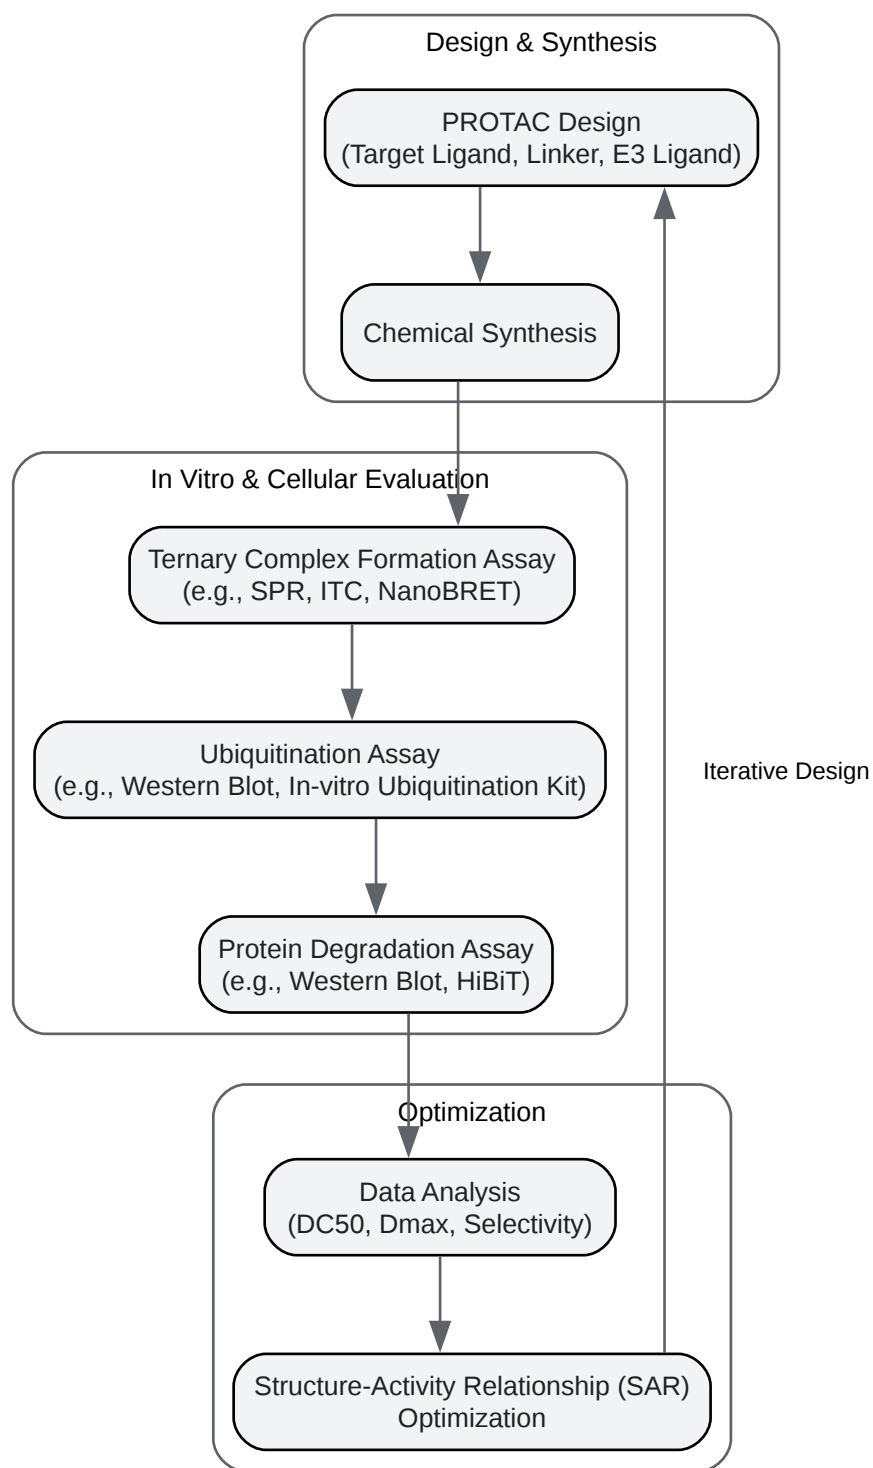 Design & Synthesis
PROTAC Design
(Target Ligand, Linker, E3 Ligand)
Chemical Synthesis
In Vitro & Cellular Evaluation
Ternary Complex Formation Assay
(e.g., SPR, ITC, NanoBRET)
Ubiquitination Assay
(e.g., Western Blot, In-vitro Ubiquitination Kit)
Iterative Design
Protein Degradation Assay
(e.g., Western Blot, HiBiT)
Optimization
Data Analysis
(DC50, Dmax, Selectivity)
Structure-Activity Relationship (SAR)
Optimization